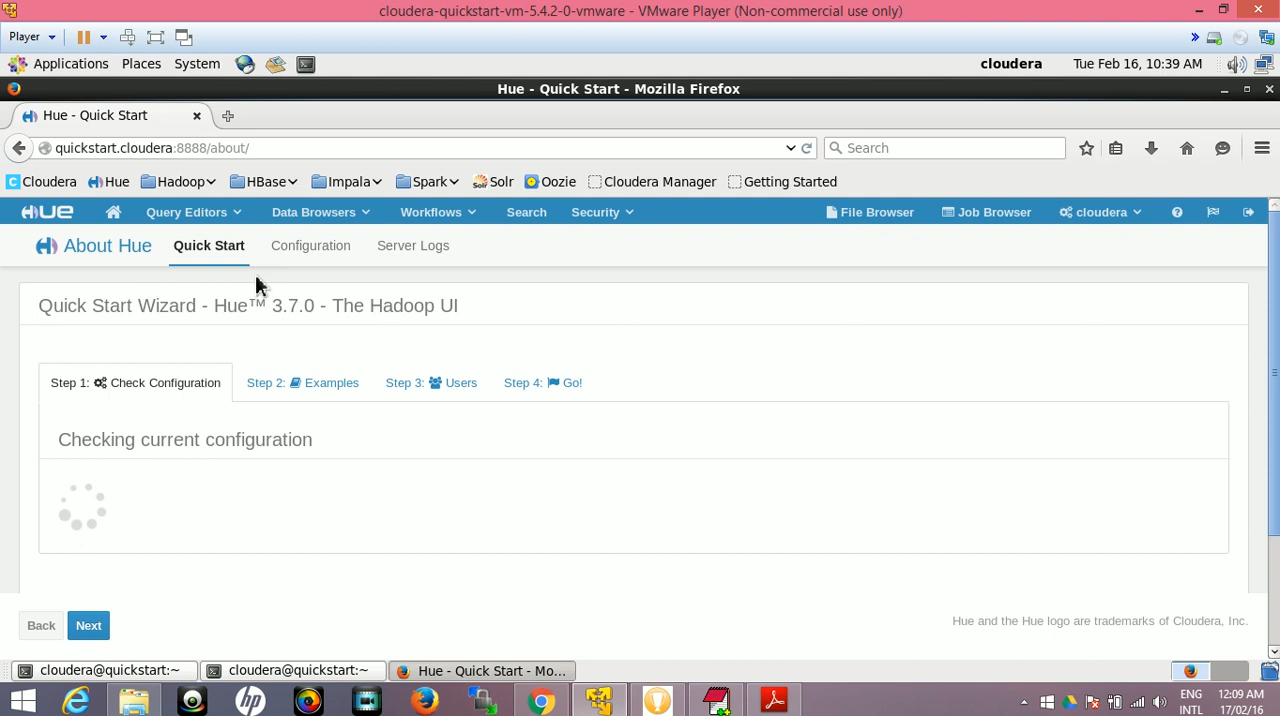 cloudera-quickstart-vm-5.4.2-0-vmware - VMware Player (Non-commercial use only)
Player
Applications Places System cloudera Tue Feb 16, 10:39 AM
Hue - Quick Start - Mozilla Firefox
Hue - Quick Start
quickstart.cloudera:8888/about/ Search
Cloudera Hue Hadoop HBase Impala Spark Solr Oozie Cloudera Manager Getting Started
HUE Query Editors Data Browsers Workflows Search Security File Browser Job Browser cloudera
About Hue Quick Start Configuration Server Logs
Quick Start Wizard - Hue™ 3.7.0 - The Hadoop UI
Step 1: Check Configuration Step 2: Examples Step 3: Users Step 4: Go!
Checking current configuration
Back Next Hue and the Hue logo are trademarks of Cloudera, Inc.
cloudera@quickstart:~ cloudera@quickstart:~ Hue - Quick Start - Mo...
ENG 12:09 AM
INTL 17/02/16